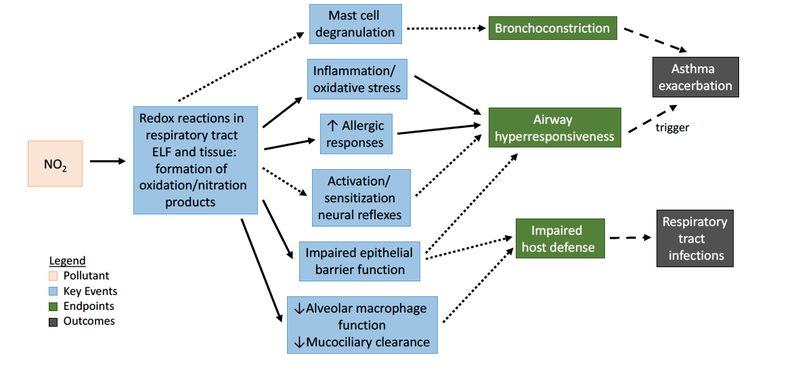 Mast cell
degranulation
Bronchoconstriction
Inflammation/
oxidative stress
Asthma
exacerbation
Redox reactions in
respiratory tract
ELF and tissue:
formation of
oxidation/nitration
products
↑ Allergic
responses
Airway
hyperresponsiveness
trigger
NO₂
Activation/
sensitization
neural reflexes
Impaired
host defense
Respiratory
tract
infections
Impaired epithelial
barrier function
Legend
Pollutant
Key Events
Endpoints
Outcomes
↓Alveolar macrophage
function
↓Mucociliary clearance